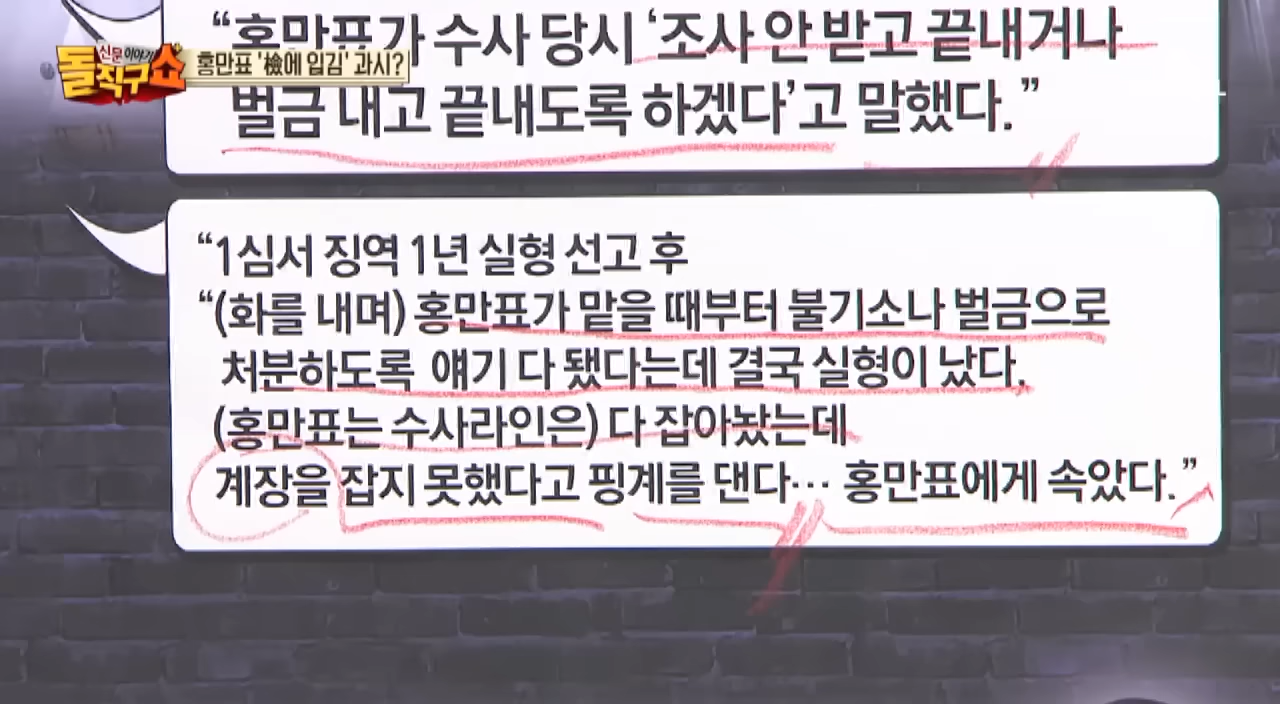 신문이야기
돌직구쇼+
홍만표 '檢에 입김' 과시?
“홍만표가 수사 당시 ‘조사 안 받고 끝내거나
벌금 내고 끝내도록 하겠다’고 말했다.”
“1심서 징역 1년 실형 선고 후
“(화를 내며) 홍만표가 맡을 때부터 불기소나 벌금으로
처분하도록 얘기 다 됐다는데 결국 실형이 났다.
(홍만표는 수사라인은) 다 잡아놨는데
계장을 잡지 못했다고 핑계를 댄다… 홍만표에게 속았다.”